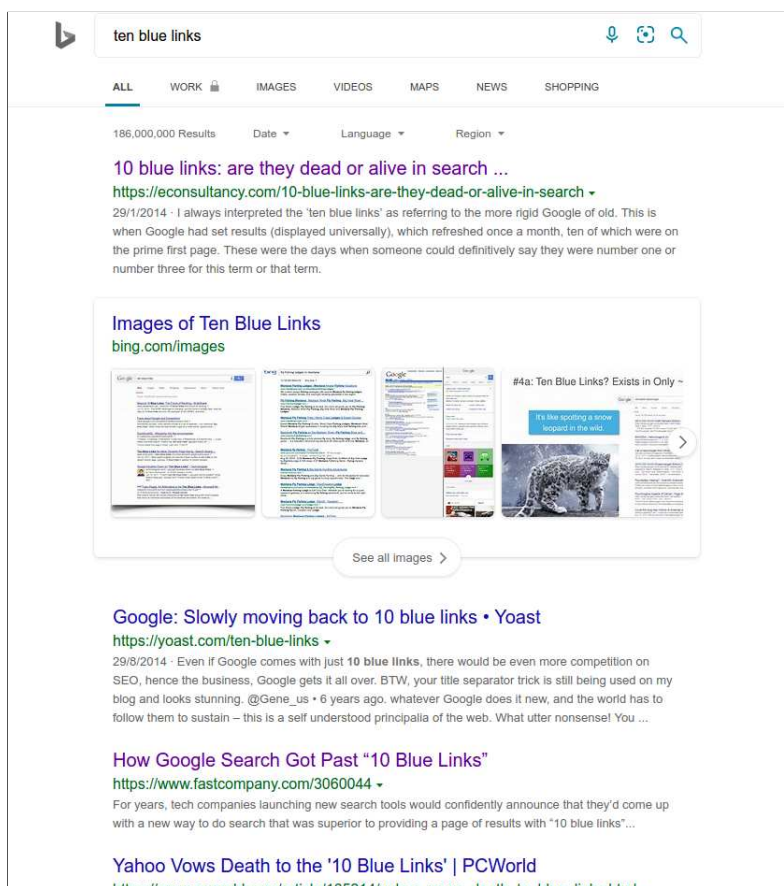 ten blue links
ALL WORK IMAGES VIDEOS MAPS NEWS SHOPPING
186,000,000 Results Date Language Region
10 blue links: are they dead or alive in search ...
https://econsultancy.com/10-blue-links-are-they-dead-or-alive-in-search
29/1/2014 · I always interpreted the 'ten blue links' as referring to the more rigid Google of old. This is
when Google had set results (displayed universally), which refreshed once a month, ten of which were on
the prime first page. These were the days when someone could definitively say they were number one or
number three for this term or that term.
Images of Ten Blue Links
bing.com/images
Google
bing
Google
#4a: Ten Blue Links? Exists in Only ~
It's like spotting a snow
leopard in the wild.
See all images
Google: Slowly moving back to 10 blue links • Yoast
https://yoast.com/ten-blue-links
29/8/2014 · Even if Google comes with just 10 blue links, there would be even more competition on
SEO, hence the business, Google gets it all over. BTW, your title separator trick is still being used on my
blog and looks stunning. @Gene_us • 6 years ago. whatever Google does it new, and the world has to
follow them to sustain – this is a self understood principalia of the web. What utter nonsense! You ...
How Google Search Got Past “10 Blue Links”
https://www.fastcompany.com/3060044
For years, tech companies launching new search tools would confidently announce that they’d come up
with a new way to do search that was superior to providing a page of results with “10 blue links”...
Yahoo Vows Death to the '10 Blue Links' | PCWorld